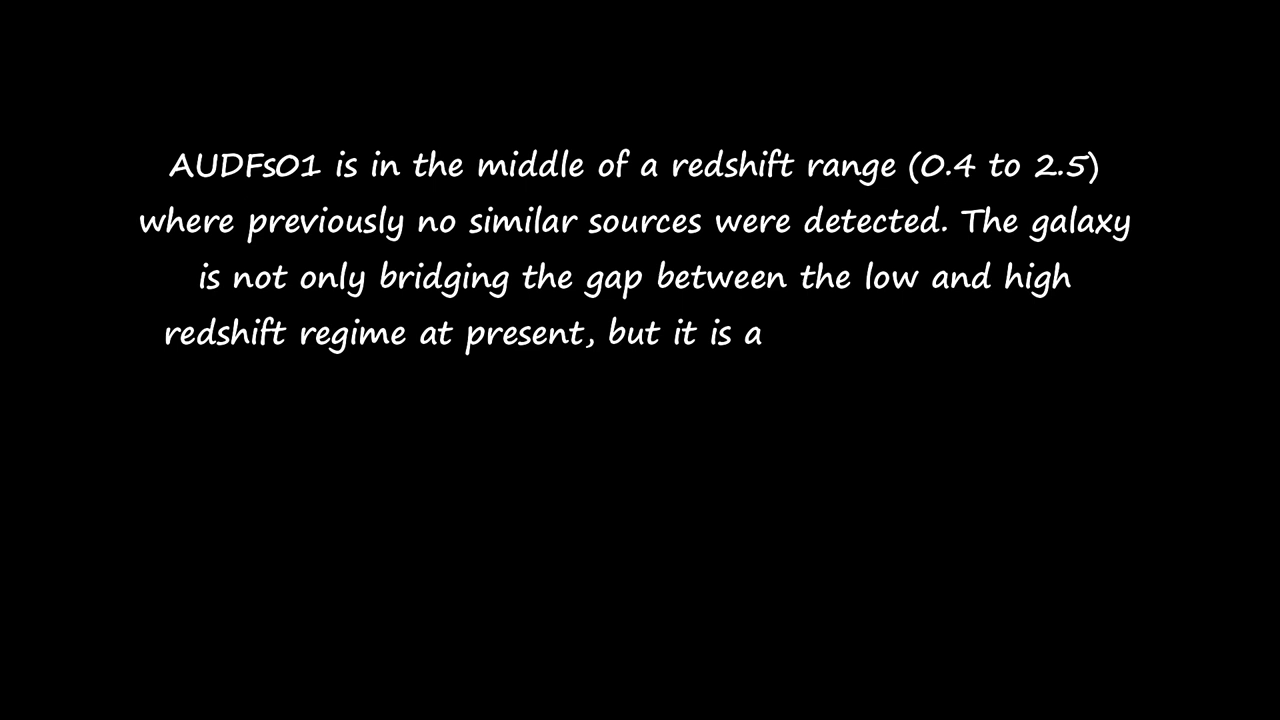 AUDFs01 is in the middle of a redshift range (0.4 to 2.5)
where previously no similar sources were detected. The galaxy
is not only bridging the gap between the low and high
redshift regime at present, but it is a